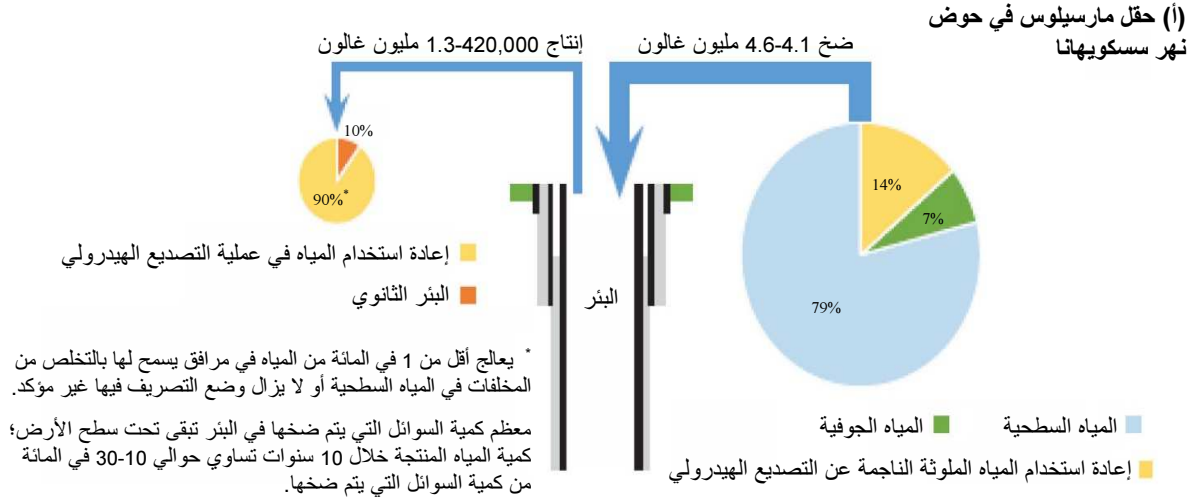 (أ) حقل مارسيلوس في حوض
نهر سسكويهانا
ضخ 4.1-4.6 مليون غالون
إنتاج 420,000-1.3 مليون غالون
14%
7%
79%
10%
90%*
البئر
المياه السطحية
المياه الجوفية
إعادة استخدام المياه الملوثة الناجمة عن التصديع الهيدرولي
إعادة استخدام المياه في عملية التصديع الهيدرولي
البئر الثانوي
* يعالج أقل من 1 في المائة من المياه في مرافق يسمح لها بالتخلص من
المخلفات في المياه السطحية أو لا يزال وضع التصريف فيها غير مؤكد.
معظم كمية السوائل التي يتم ضخها في البئر تبقى تحت سطح الأرض؛
كمية المياه المنتجة خلال 10 سنوات تساوي حوالي 10-30 في المائة
من كمية السوائل التي يتم ضخها.